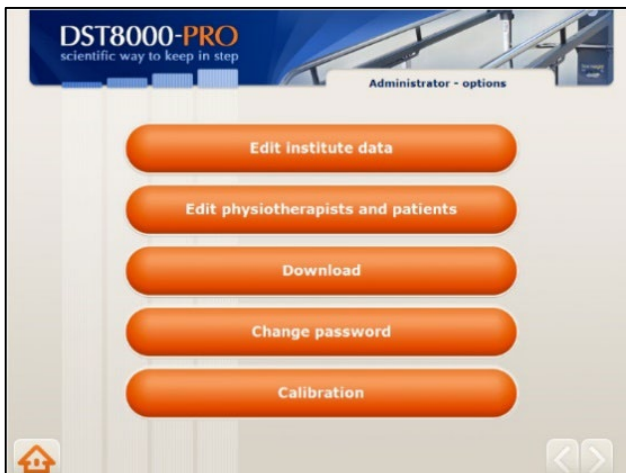 DST8000-PRO
scientific way to keep in step
Administrator - options
Edit institute data
Edit physiotherapists and patients
Download
Change password
Calibration